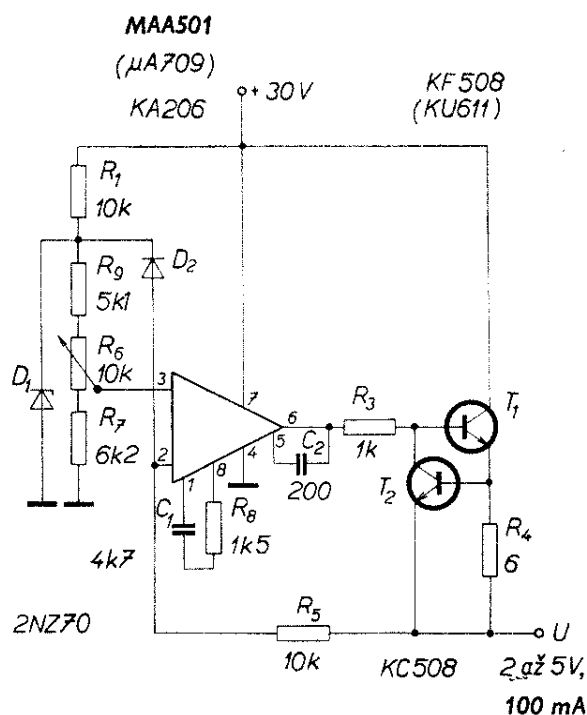 MAA501
(μA709)
KA206
+ 30V
KF508
(KU611)
R1
10k
R9
5k1
D2
R6
10k
D1
R7
6k2
3
2
7
6
5
4
8
1
C2
200
R3
1k
T1
T2
C1
4k7
R8
1k5
R4
6
2NZ70
R5
10k
KC508
U
2 až 5V,
100 mA